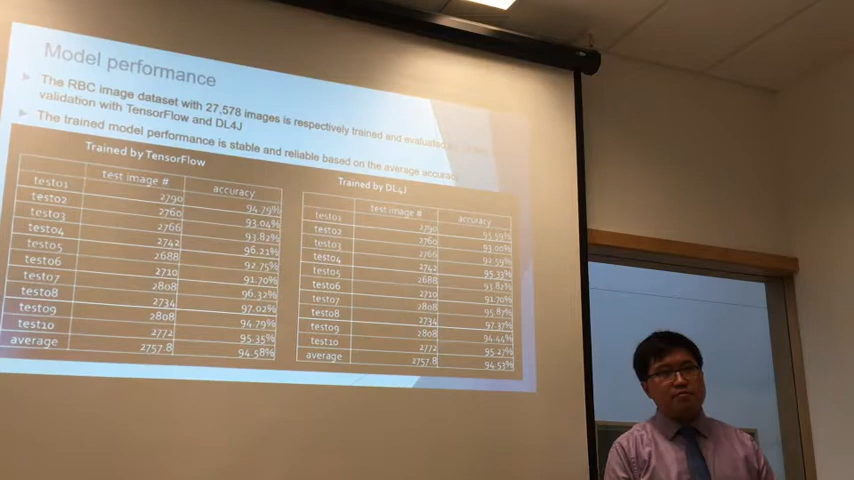 Model performance
The RBC image dataset with 27,578 images is respectively trained and evaluated
validation with TensorFlow and DL4J
The trained model performance is stable and reliable based on the average accuracy
Trained by TensorFlow
test image # accuracy
test01 2790 94.79%
test02 2760 93.04%
test03 2766 93.82%
test04 2742 96.21%
test05 2688 92.75%
test06 2710 91.70%
test07 2808 96.32%
test08 2734 97.02%
test09 2808 94.79%
test10 2772 95.35%
average 2757.8 94.58%
Trained by DL4J
test image # accuracy
test01 2790 95.59%
test02 2760 93.00%
test03 2766 92.59%
test04 2742 95.33%
test05 2688 93.82%
test06 2710 91.70%
test07 2808 95.87%
test08 2734 97.37%
test09 2808 94.44%
test10 2772 95.27%
average 2757.8 94.53%